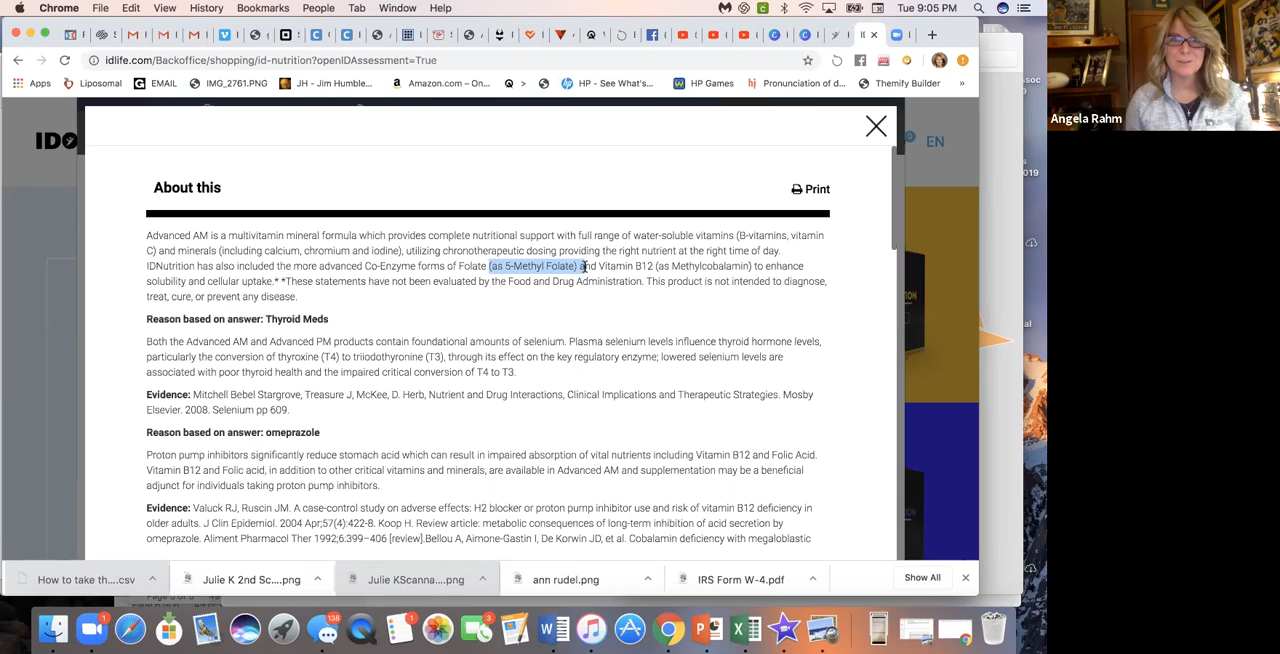 Chrome File Edit View History Bookmarks People Tab Window Help
Tue 9:05 PM
idlife.com/Backoffice/shopping/id-nutrition?openIDAssessment=True
Apps Liposomal EMAIL IMG_2761.PNG JH - Jim Humble... Amazon.com – Onl... > HP - See What's... HP Games Pronunciation of d... Themify Builder »
Angela Rahm
EN
About this
Print
Advanced AM is a multivitamin mineral formula which provides complete nutritional support with full range of water-soluble vitamins (B-vitamins, vitamin
C) and minerals (including calcium, chromium and iodine), utilizing chronotherapeutic dosing providing the right nutrient at the right time of day.
IDNutrition has also included the more advanced Co-Enzyme forms of Folate (as 5-Methyl Folate) and Vitamin B12 (as Methylcobalamin) to enhance
solubility and cellular uptake.* *These statements have not been evaluated by the Food and Drug Administration. This product is not intended to diagnose,
treat, cure, or prevent any disease.
Reason based on answer: Thyroid Meds
Both the Advanced AM and Advanced PM products contain foundational amounts of selenium. Plasma selenium levels influence thyroid hormone levels,
particularly the conversion of thyroxine (T4) to triiodothyronine (T3), through its effect on the key regulatory enzyme; lowered selenium levels are
associated with poor thyroid health and the impaired critical conversion of T4 to T3.
Evidence: Mitchell Bebel Stargrove, Treasure J, McKee, D. Herb, Nutrient and Drug Interactions, Clinical Implications and Therapeutic Strategies. Mosby
Elsevier. 2008. Selenium pp 609.
Reason based on answer: omeprazole
Proton pump inhibitors significantly reduce stomach acid which can result in impaired absorption of vital nutrients including Vitamin B12 and Folic Acid.
Vitamin B12 and Folic acid, in addition to other critical vitamins and minerals, are available in Advanced AM and supplementation may be a beneficial
adjunct for individuals taking proton pump inhibitors.
Evidence: Valuck RJ, Ruscin JM. A case-control study on adverse effects: H2 blocker or proton pump inhibitor use and risk of vitamin B12 deficiency in
older adults. J Clin Epidemiol. 2004 Apr;57(4):422-8. Koop H. Review article: metabolic consequences of long-term inhibition of acid secretion by
omeprazole. Aliment Pharmacol Ther 1992;6:399–406 [review].Bellou A, Aimone-Gastin I, De Korwin JD, et al. Cobalamin deficiency with megaloblastic
How to take th....csv Julie K 2nd Sc....png Julie KScanna....png ann rudel.png IRS Form W-4.pdf Show All